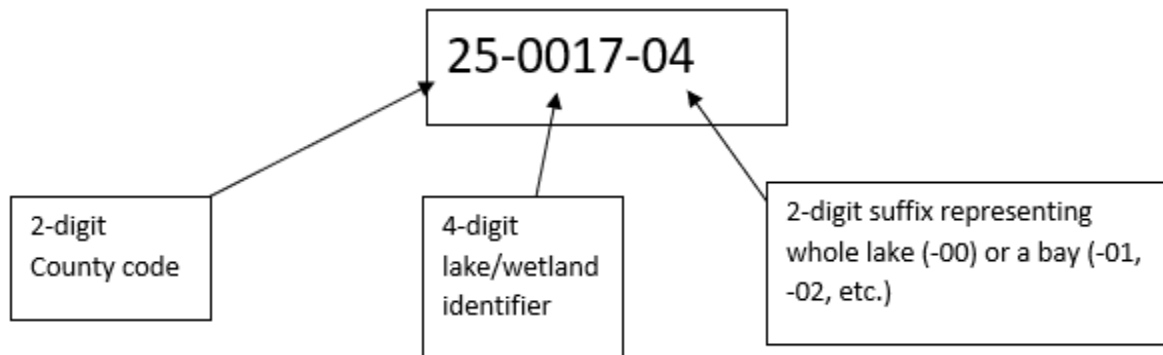 25-0017-04
2-digit
County code
4-digit
lake/wetland
identifier
2-digit suffix representing
whole lake (-00) or a bay (-01,
-02, etc.)